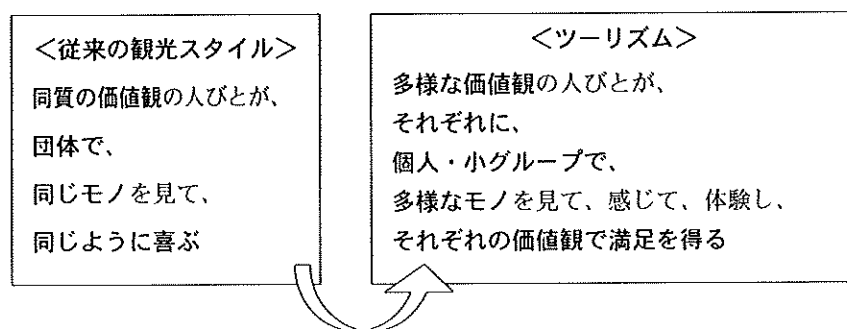 ＜従来の観光スタイル＞
同質の価値観の人びとが、
団体で、
同じモノを見て、
同じように喜ぶ
＜ツーリズム＞
多様な価値観の人びとが、
それぞれに、
個人・小グループで、
多様なモノを見て、感じて、体験し、
それぞれの価値観で満足を得る